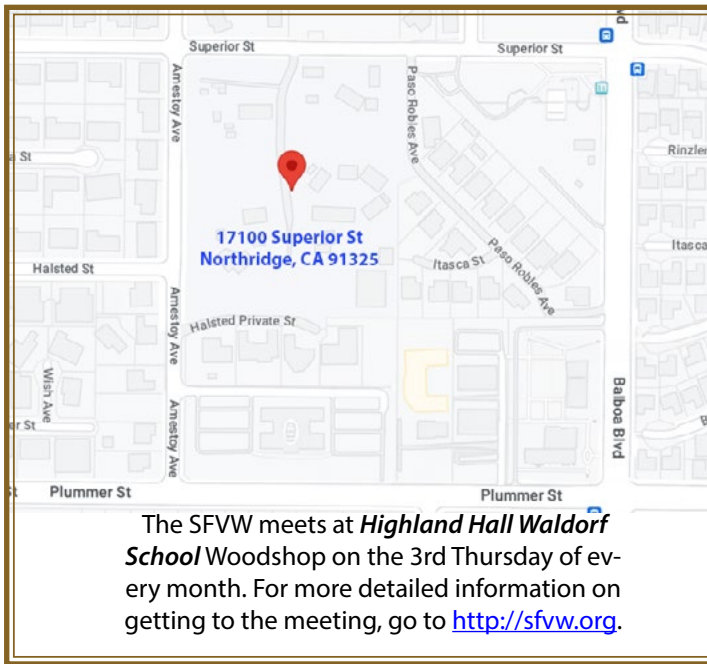 vd
Superior St
Superior St
Amestoy Ave
Paso Robles Ave
a St
Rinzler
17100 Superior St
Northridge, CA 91325
Itasca
Itasca St
Paso Robles Ave
Halsted St
Amestoy Ave
Halsted Private St
Wish Ave
Balboa Blvd
Amestoy Ave
er St
St
Plummer St
Plummer St
The SFVW meets at Highland Hall Waldorf
School Woodshop on the 3rd Thursday of ev-
ery month. For more detailed information on
getting to the meeting, go to http://sfvw.org.